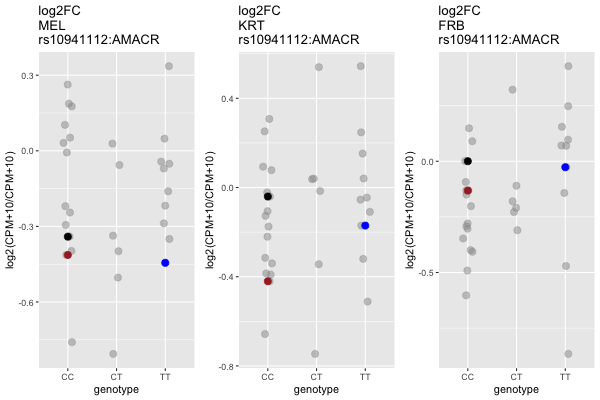 log2FC
MEL
rs10941112:AMACR
log2(CPM+10/CPM+10)
0.3
0.0
-0.3
-0.6
CC
CT
TT
genotype
log2FC
KRT
rs10941112:AMACR
log2(CPM+10/CPM+10)
0.4
0.0
-0.4
-0.8
CC
CT
TT
genotype
log2FC
FRB
rs10941112:AMACR
log2(CPM+10/CPM+10)
0.0
-0.5
CC
CT
TT
genotype